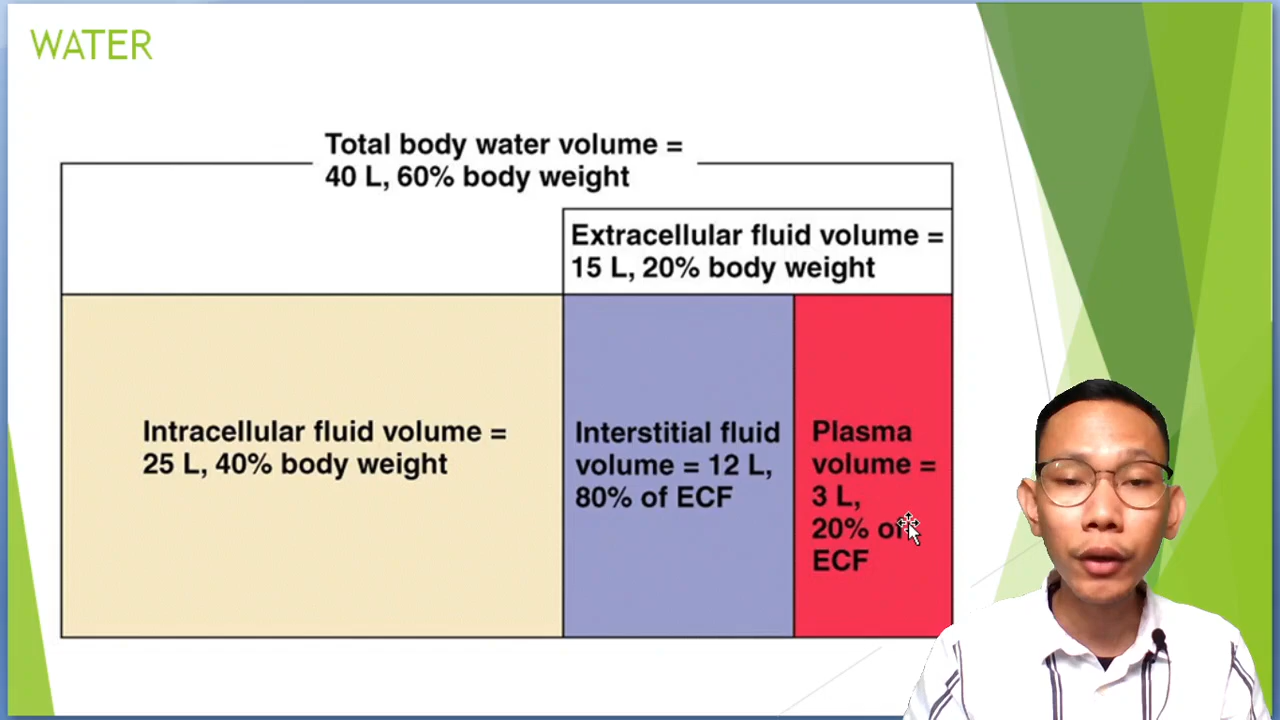 WATER
Total body water volume =
40 L, 60% body weight
Extracellular fluid volume =
15 L, 20% body weight
Intracellular fluid volume =
25 L, 40% body weight
Interstitial fluid
volume = 12 L,
80% of ECF
Plasma
volume =
3 L,
20% of
ECF